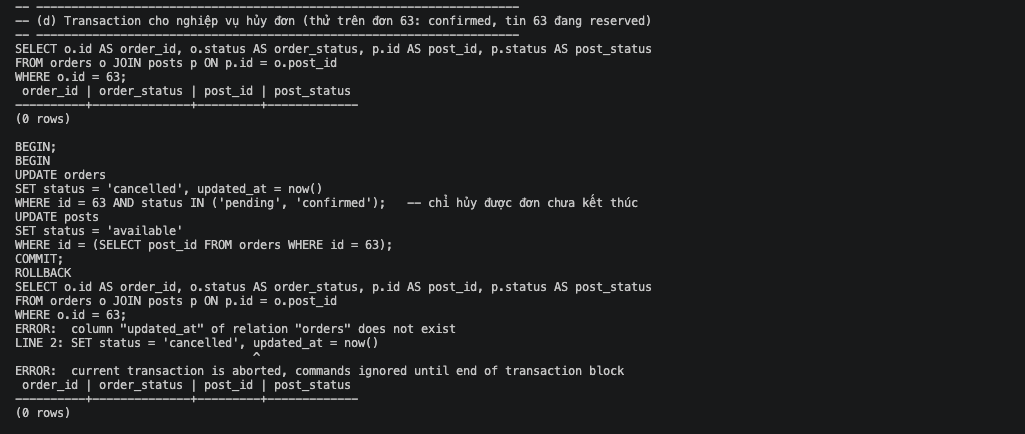 -- ---------------------------------------------------------------
-- (d) Transaction cho nghiệp vụ hủy đơn (thử trên đơn 63: confirmed, tin 63 đang reserved)
-- ---------------------------------------------------------------
SELECT o.id AS order_id, o.status AS order_status, p.id AS post_id, p.status AS post_status
FROM orders o JOIN posts p ON p.id = o.post_id
WHERE o.id = 63;
 order_id | order_status | post_id | post_status
----------+--------------+---------+-------------
(0 rows)

BEGIN;
BEGIN
UPDATE orders
SET status = 'cancelled', updated_at = now()
WHERE id = 63 AND status IN ('pending', 'confirmed');   -- chỉ hủy được đơn chưa kết thúc
UPDATE posts
SET status = 'available'
WHERE id = (SELECT post_id FROM orders WHERE id = 63);
COMMIT;
ROLLBACK
SELECT o.id AS order_id, o.status AS order_status, p.id AS post_id, p.status AS post_status
FROM orders o JOIN posts p ON p.id = o.post_id
WHERE o.id = 63;
ERROR:  column "updated_at" of relation "orders" does not exist
LINE 2: SET status = 'cancelled', updated_at = now()
                                  ^
ERROR:  current transaction is aborted, commands ignored until end of transaction block
 order_id | order_status | post_id | post_status
----------+--------------+---------+-------------
(0 rows)